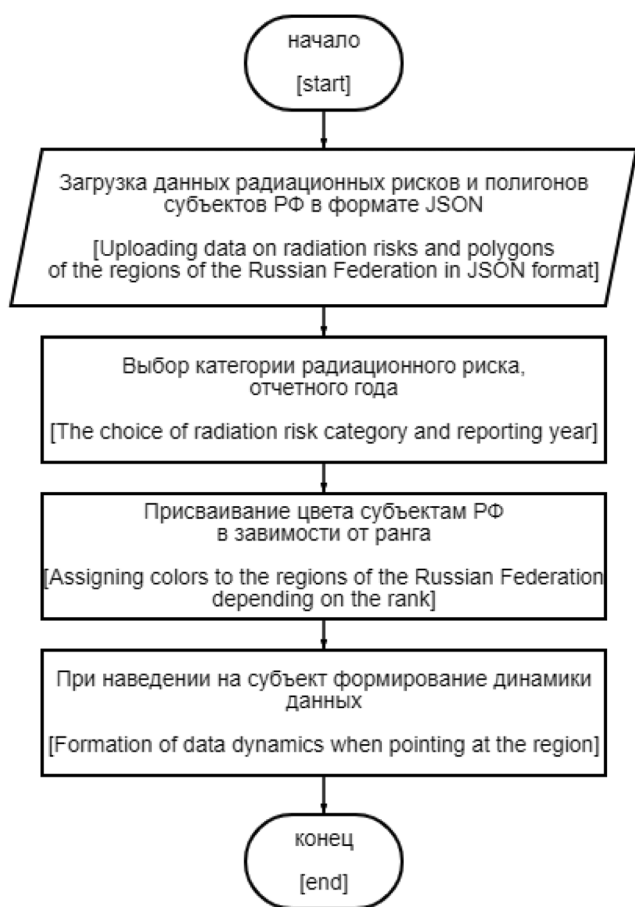 начало
[start]
Загрузка данных радиационных рисков и полигонов
субъектов РФ в формате JSON
[Uploading data on radiation risks and polygons
of the regions of the Russian Federation in JSON format]
Выбор категории радиационного риска,
отчетного года
[The choice of radiation risk category and reporting year]
Присваивание цвета субъектам РФ
в завимости от ранга
[Assigning colors to the regions of the Russian Federation
depending on the rank]
При наведении на субъект формирование динамики
данных
[Formation of data dynamics when pointing at the region]
конец
[end]